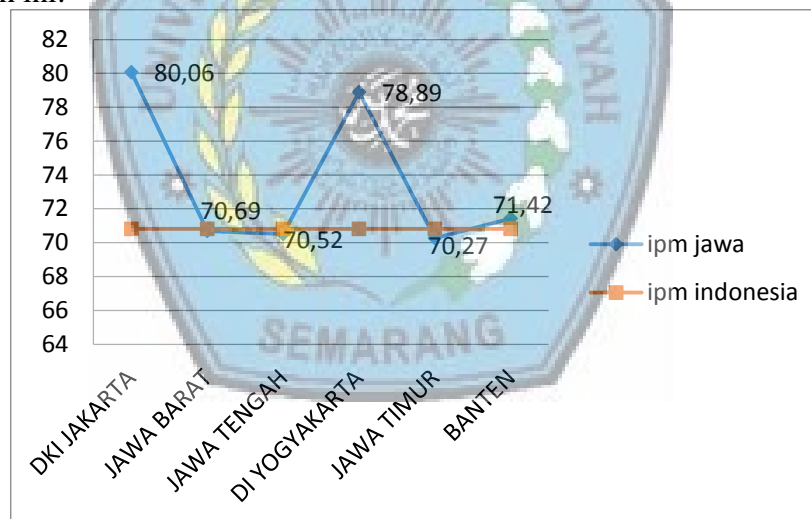 82
80
78
76
74
72
70
68
66
64
80,06
70,69
70,52
78,89
70,27
71,42
DKI JAKARTA
JAWA BARAT
JAWA TENGAH
DI YOGYAKARTA
JAWA TIMUR
BANTEN
ipm jawa
ipm indonesia
SEMARANG